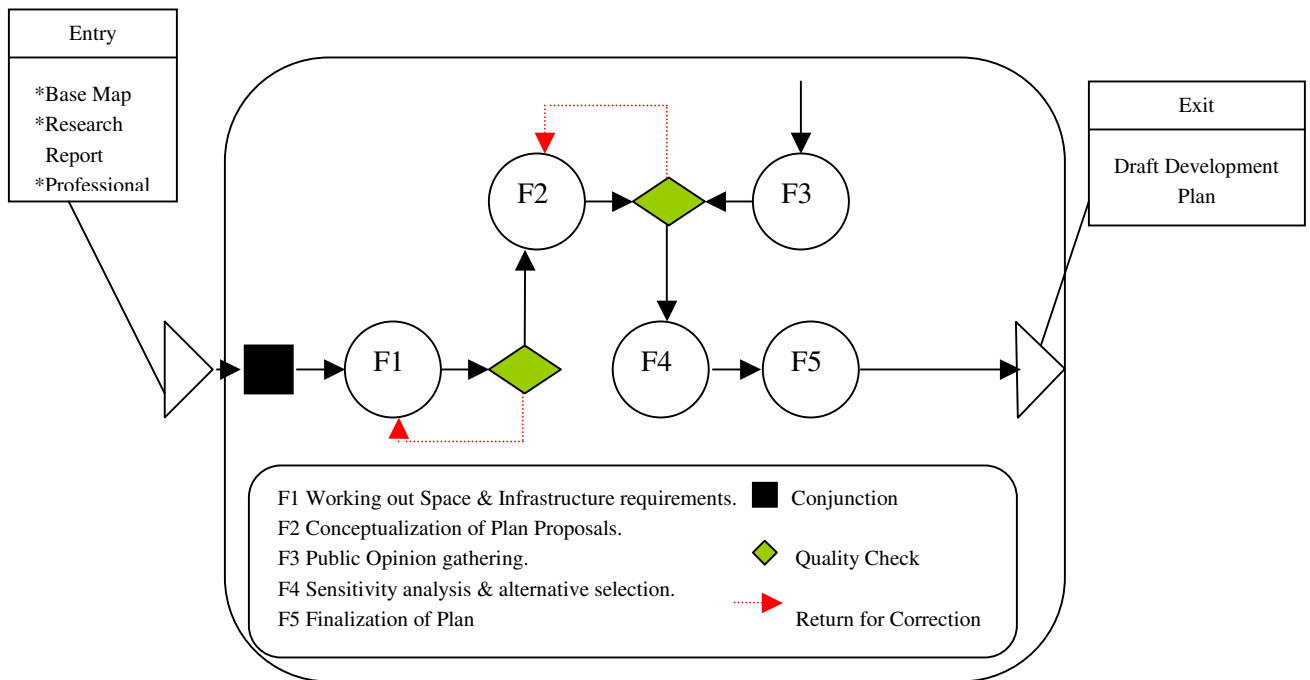 Entry
*Base Map
*Research
Report
*Professional
Exit
Draft Development
Plan
F2
F3
F1
F4
F5
F1 Working out Space & Infrastructure requirements.
F2 Conceptualization of Plan Proposals.
F3 Public Opinion gathering.
F4 Sensitivity analysis & alternative selection.
F5 Finalization of Plan
Conjunction
Quality Check
Return for Correction